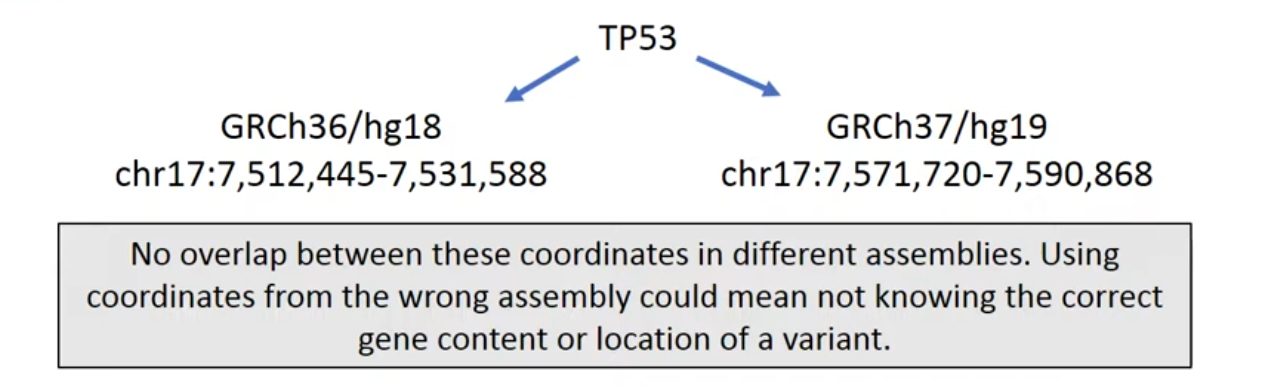 TP53
GRCh36/hg18
chr17:7,512,445-7,531,588
GRCh37/hg19
chr17:7,571,720-7,590,868
No overlap between these coordinates in different assemblies. Using
coordinates from the wrong assembly could mean not knowing the correct
gene content or location of a variant.